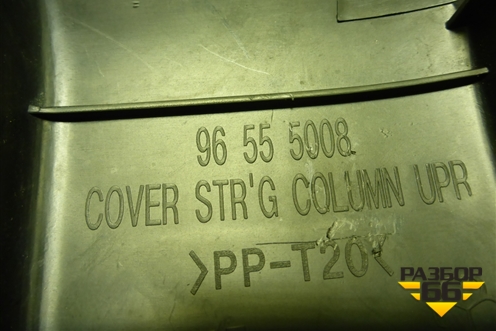 96 55 5008
COVER STR'G COLUMN UPR
>PP-T20<
РАЗБОР
66